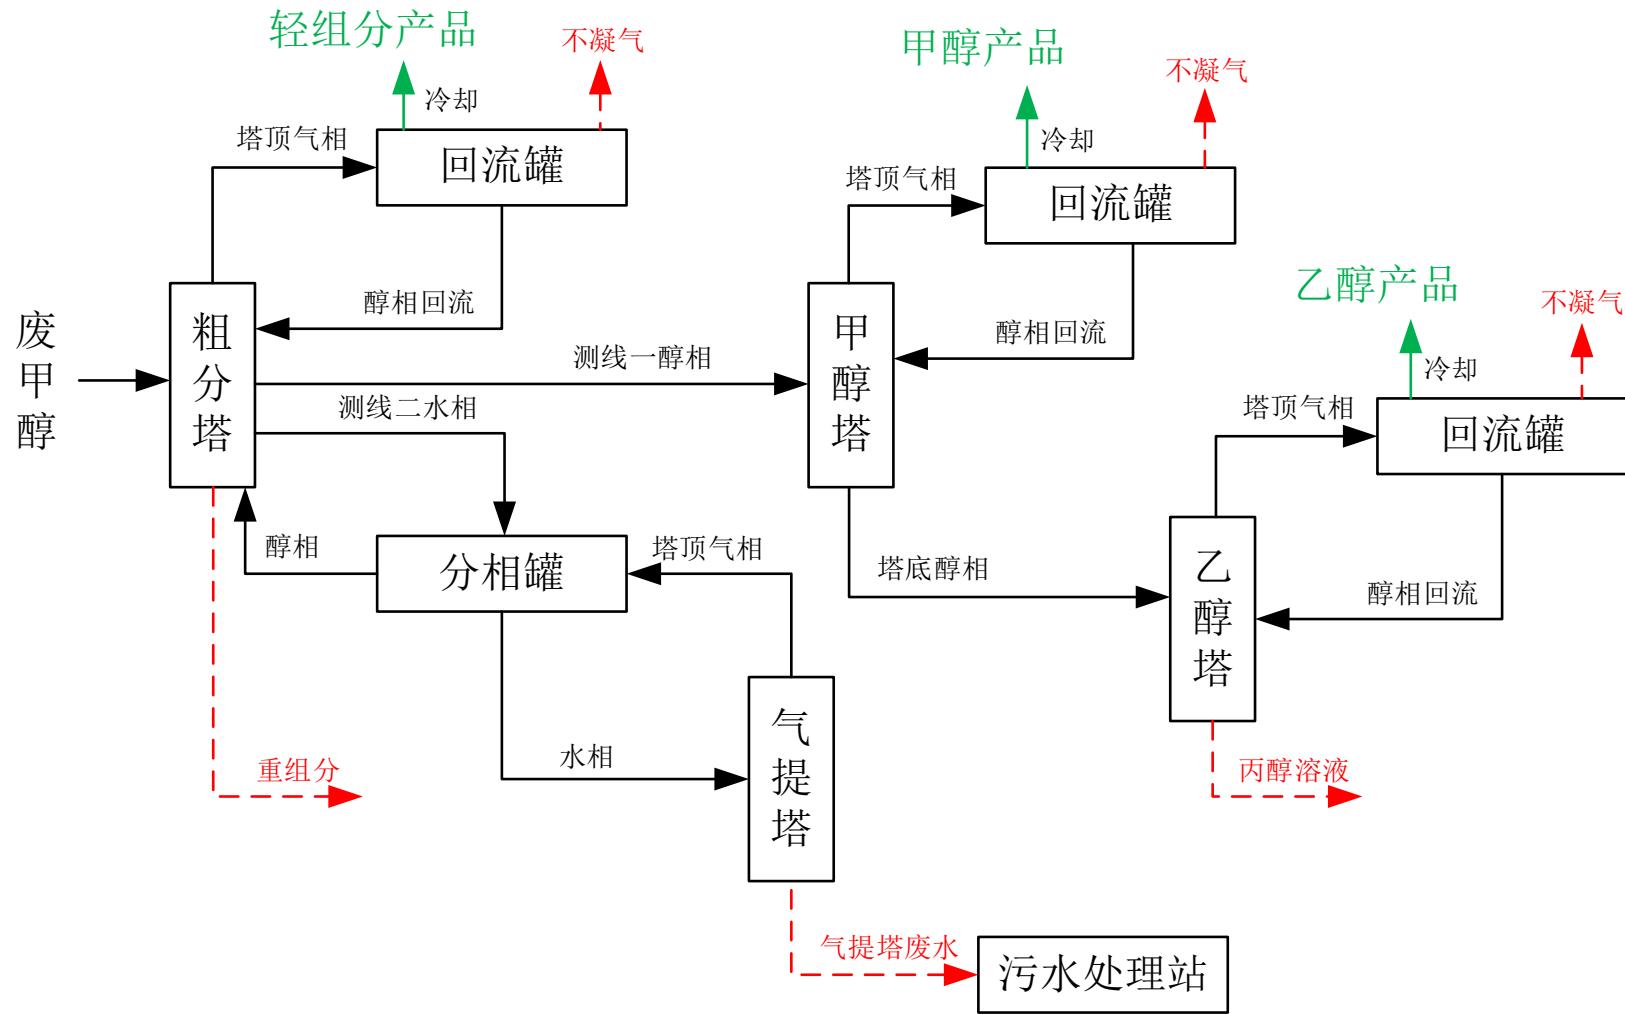 轻组分产品
不凝气
甲醇产品
不凝气
冷却
塔顶气相
回流罐
冷却
塔顶气相
回流罐
乙醇产品
不凝气
醇相回流
废甲醇
粗分塔
甲醇塔
醇相回流
测线一醇相
冷却
测线二水相
塔顶气相
回流罐
醇相
分相罐
塔顶气相
塔底醇相
乙醇塔
醇相回流
水相
气提塔
重组分
丙醇溶液
气提塔废水
污水处理站